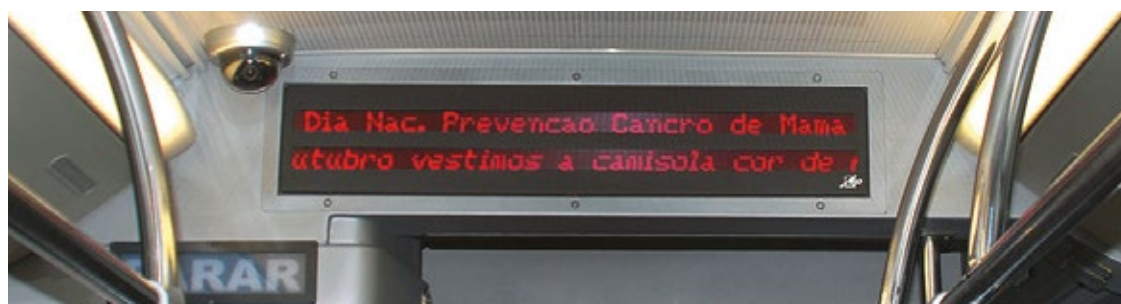 Dia Nac. Prevencao Cancro de Mama
utubro vestimos a camisola cor de
ARAR